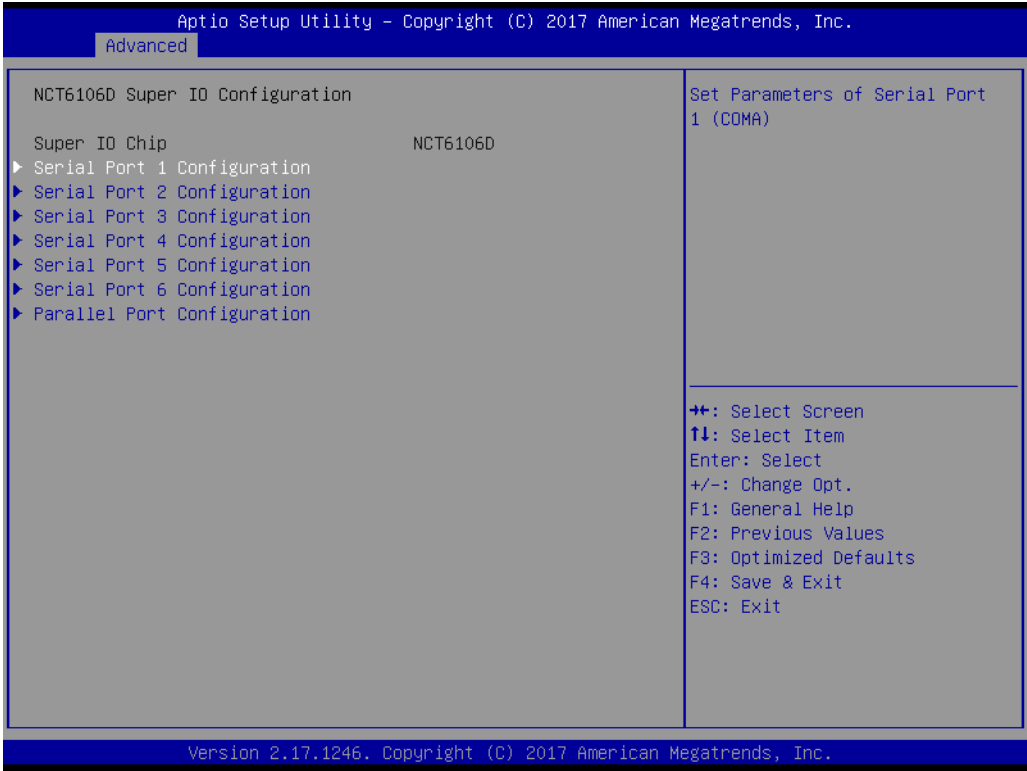 Aptio Setup Utility – Copyright (C) 2017 American Megatrends, Inc.
Advanced
NCT6106D Super IO Configuration
Super IO Chip NCT6106D
Serial Port 1 Configuration
Serial Port 2 Configuration
Serial Port 3 Configuration
Serial Port 4 Configuration
Serial Port 5 Configuration
Serial Port 6 Configuration
Parallel Port Configuration
Set Parameters of Serial Port
1 (COMA)
→←: Select Screen
↑↓: Select Item
Enter: Select
+/-: Change Opt.
F1: General Help
F2: Previous Values
F3: Optimized Defaults
F4: Save & Exit
ESC: Exit
Version 2.17.1246. Copyright (C) 2017 American Megatrends, Inc.